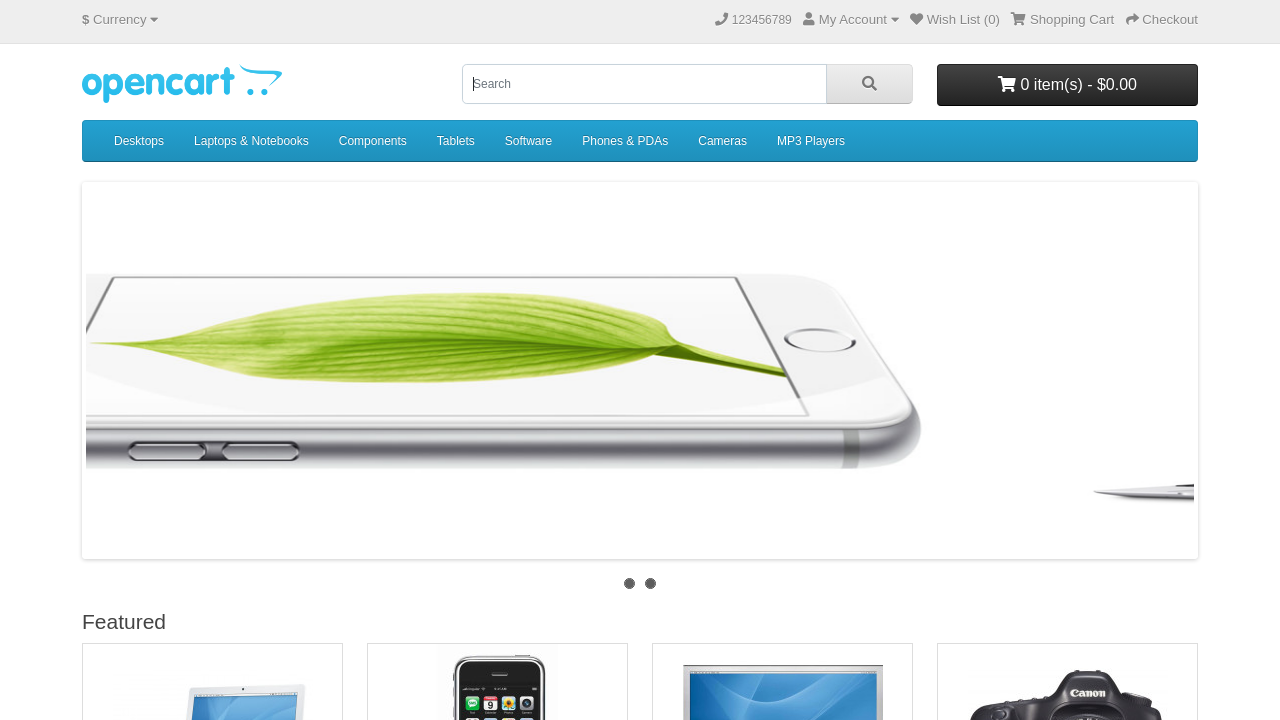 $ Currency
123456789 My Account Wish List (0) Shopping Cart Checkout
opencart
Search
0 item(s) - $0.00
Desktops Laptops & Notebooks Components Tablets Software Phones & PDAs Cameras MP3 Players
Featured
Canon